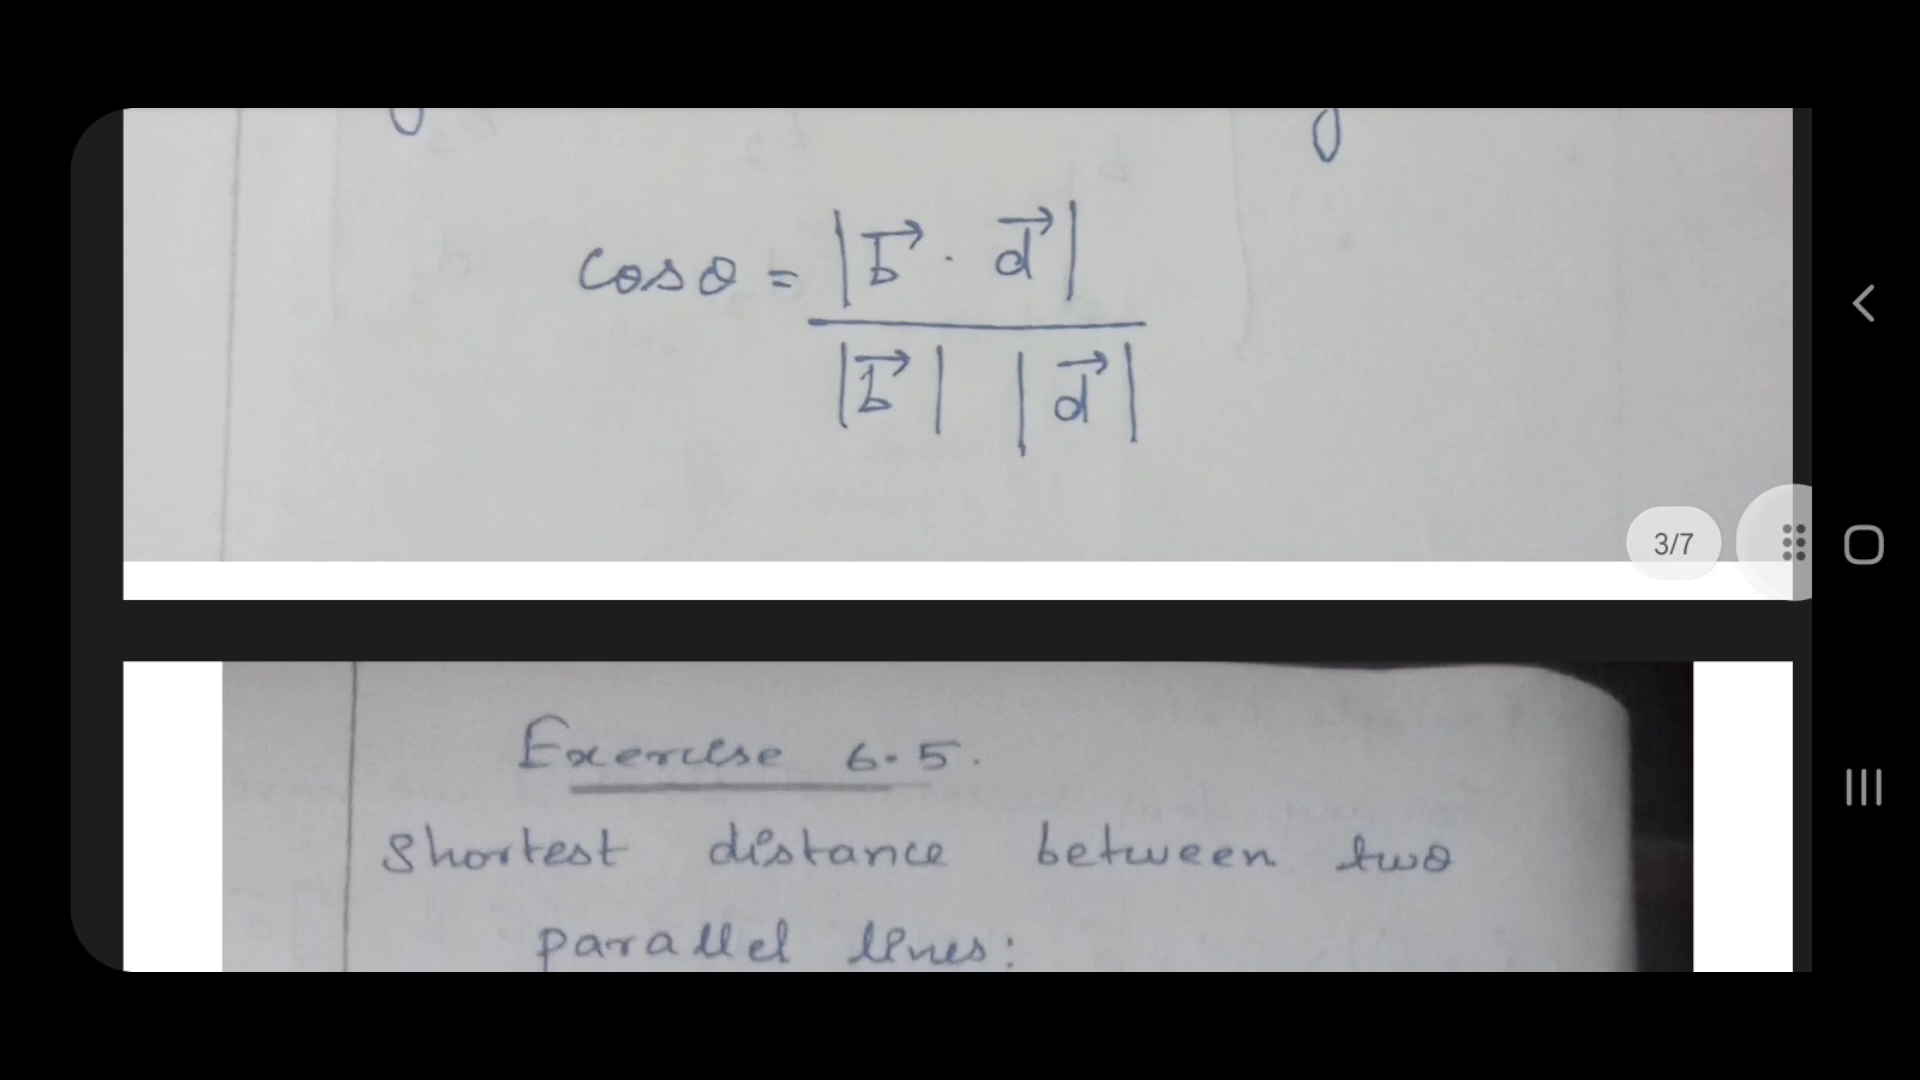 cos θ = |b⃗ · d⃗|
|b⃗| |d⃗|
3/7
Exercise 6.5.
Shortest distance between two
parallel lines: